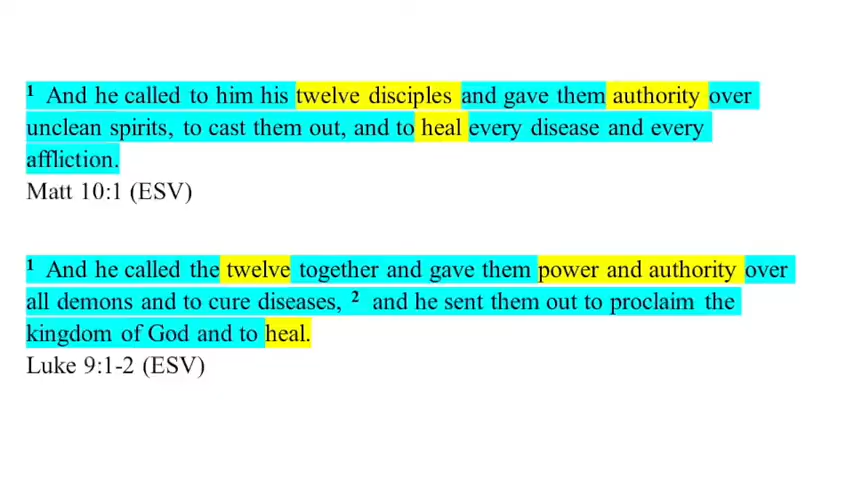 1 And he called to him his twelve disciples and gave them authority over
unclean spirits, to cast them out, and to heal every disease and every
affliction.
Matt 10:1 (ESV)
1 And he called the twelve together and gave them power and authority over
all demons and to cure diseases, 2 and he sent them out to proclaim the
kingdom of God and to heal.
Luke 9:1-2 (ESV)